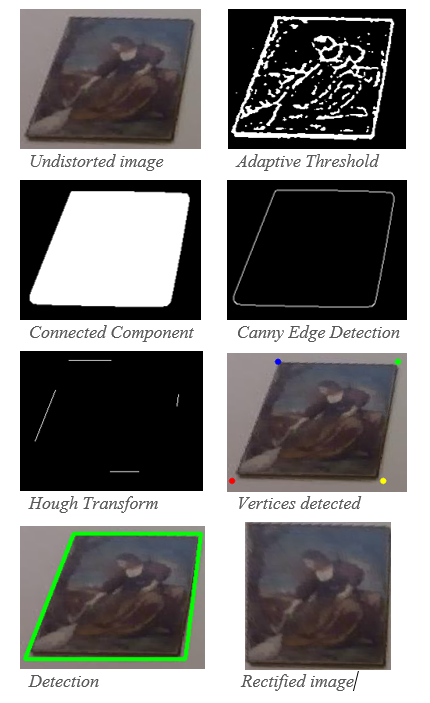 Undistorted image
Adaptive Threshold
Connected Component
Canny Edge Detection
Hough Transform
Vertices detected
Detection
Rectified image